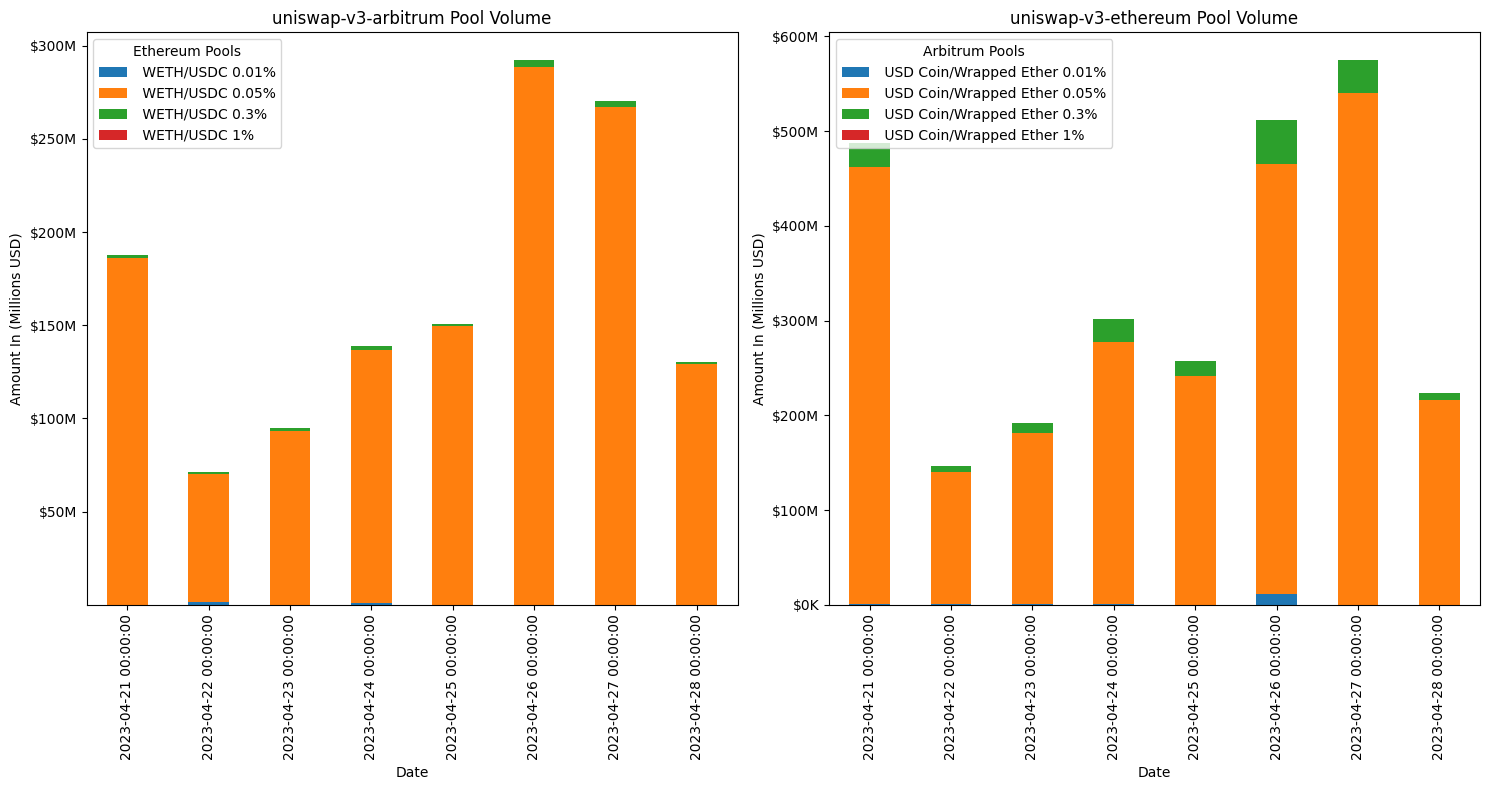 uniswap-v3-arbitrum Pool Volume
Ethereum Pools
WETH/USDC 0.01%
WETH/USDC 0.05%
WETH/USDC 0.3%
WETH/USDC 1%
Amount In (Millions USD)
$300M
$250M
$200M
$150M
$100M
$50M
2023-04-21 00:00:00
2023-04-22 00:00:00
2023-04-23 00:00:00
2023-04-24 00:00:00
2023-04-25 00:00:00
2023-04-26 00:00:00
2023-04-27 00:00:00
2023-04-28 00:00:00
Date
uniswap-v3-ethereum Pool Volume
Arbitrum Pools
USD Coin/Wrapped Ether 0.01%
USD Coin/Wrapped Ether 0.05%
USD Coin/Wrapped Ether 0.3%
USD Coin/Wrapped Ether 1%
Amount In (Millions USD)
$600M
$500M
$400M
$300M
$200M
$100M
$0K
2023-04-21 00:00:00
2023-04-22 00:00:00
2023-04-23 00:00:00
2023-04-24 00:00:00
2023-04-25 00:00:00
2023-04-26 00:00:00
2023-04-27 00:00:00
2023-04-28 00:00:00
Date